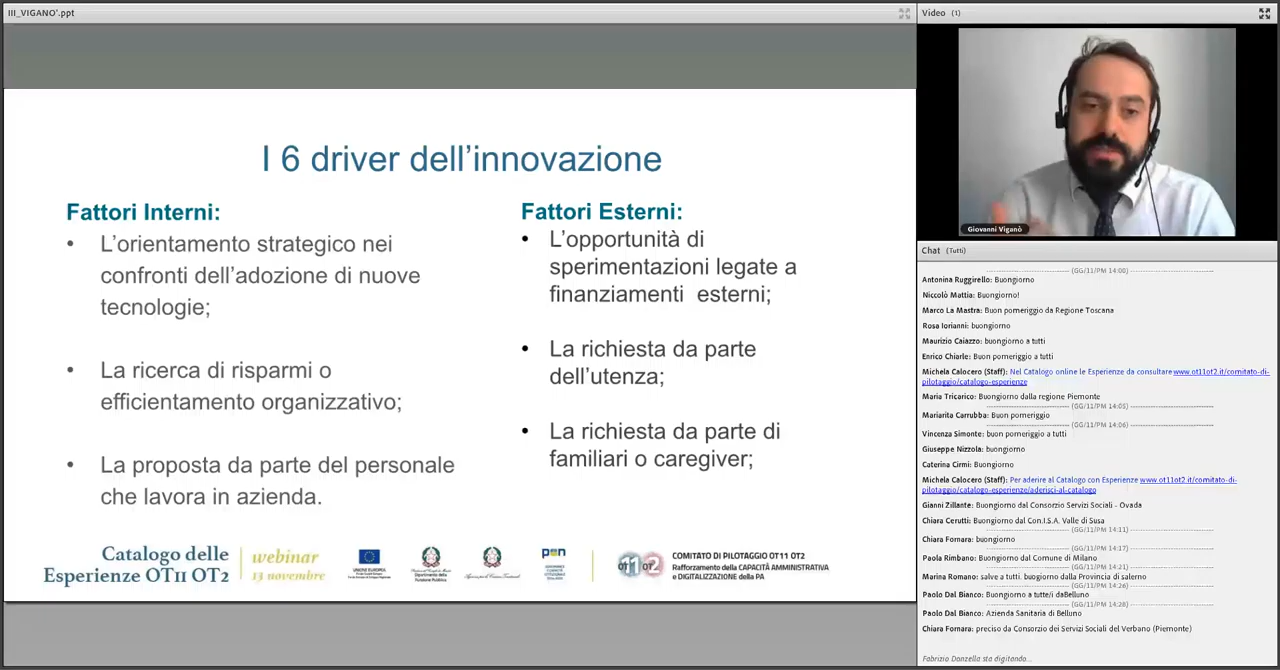 III_VIGANO'.ppt
I 6 driver dell'innovazione
Fattori Interni:
• L'orientamento strategico nei
confronti dell'adozione di nuove
tecnologie;
• La ricerca di risparmi o
efficientamento organizzativo;
• La proposta da parte del personale
che lavora in azienda.
Fattori Esterni:
• L'opportunità di
sperimentazioni legate a
finanziamenti esterni;
• La richiesta da parte
dell'utenza;
• La richiesta da parte di
familiari o caregiver;
Catalogo delle
Esperienze OT11 OT2
webinar
13 novembre
UNIONE EUROPEA
pon
ot11 ot2
COMITATO DI PILOTAGGIO OT11 OT2
Rafforzamento della CAPACITÀ AMMINISTRATIVA
e DIGITALIZZAZIONE della PA
Video (1)
Giovanni Viganò
Chat (Tutti)
(GG/11/PM 14:00)
Antonina Ruggirello: Buongiorno
Niccolò Mattia: Buongiorno!
Marco La Mastra: Buon pomeriggio da Regione Toscana
Rosa Iorianni: buongiorno
Maurizio Caiazzo: buongiorno a tutti
Enrico Chiarle: Buon pomeriggio a tutti
Michela Calocero (Staff): Nel Catalogo online le Esperienze da consultare www.ot11ot2.it/comitato-di-
pilotaggio/catalogo-esperienze
Maria Tricarico: Buongiorno dalla regione Piemonte
(GG/11/PM 14:05)
Mariarita Carrubba: Buon pomeriggio
(GG/11/PM 14:06)
Vincenza Simonte: buon pomeriggio a tutti
Giuseppe Nizzola: buongiorno
Caterina Cirmi: Buongiorno
Michela Calocero (Staff): Per aderire al Catalogo con Esperienze www.ot11ot2.it/comitato-di-
pilotaggio/catalogo-esperienze/aderisci-al-catalogo
Gianni Zillante: Buongiorno dal Consorzio Servizi Sociali - Ovada
Chiara Cerutti: Buongiorno dal Con.I.S.A. Valle di Susa
(GG/11/PM 14:11)
Chiara Fornara: buongiorno
(GG/11/PM 14:17)
Paola Rimbano: Buongiorno dal Comune di Milano
(GG/11/PM 14:21)
Marina Romano: salve a tutti. buogiorno dalla Provincia di salerno
(GG/11/PM 14:26)
Paolo Dal Bianco: Buongiorno a tutte/i daBelluno
(GG/11/PM 14:28)
Paolo Dal Bianco: Azienda Sanitaria di Belluno
Chiara Fornara: preciso da Consorzio dei Servizi Sociali del Verbano (Piemonte)
Fabrizio Donzella sta digitando...